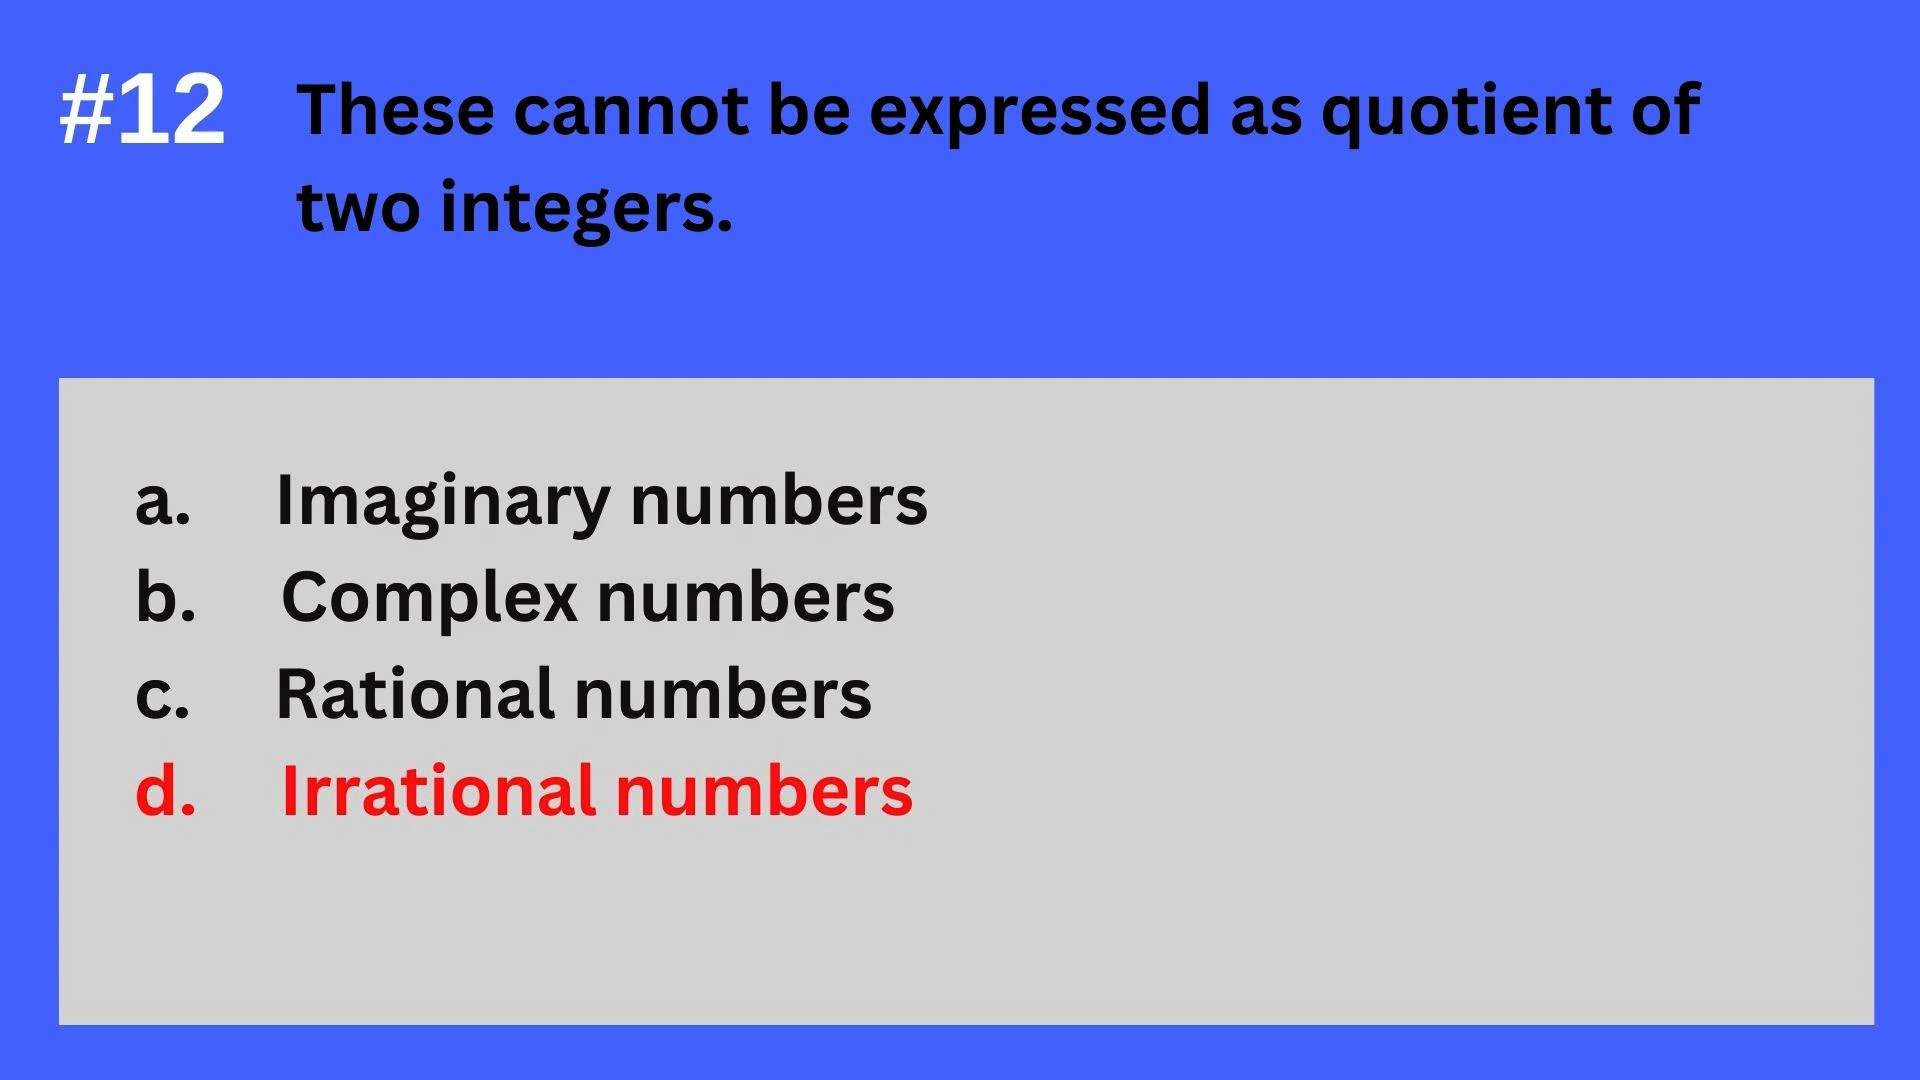 #12 These cannot be expressed as quotient of
two integers.
a. Imaginary numbers
b. Complex numbers
c. Rational numbers
d. Irrational numbers